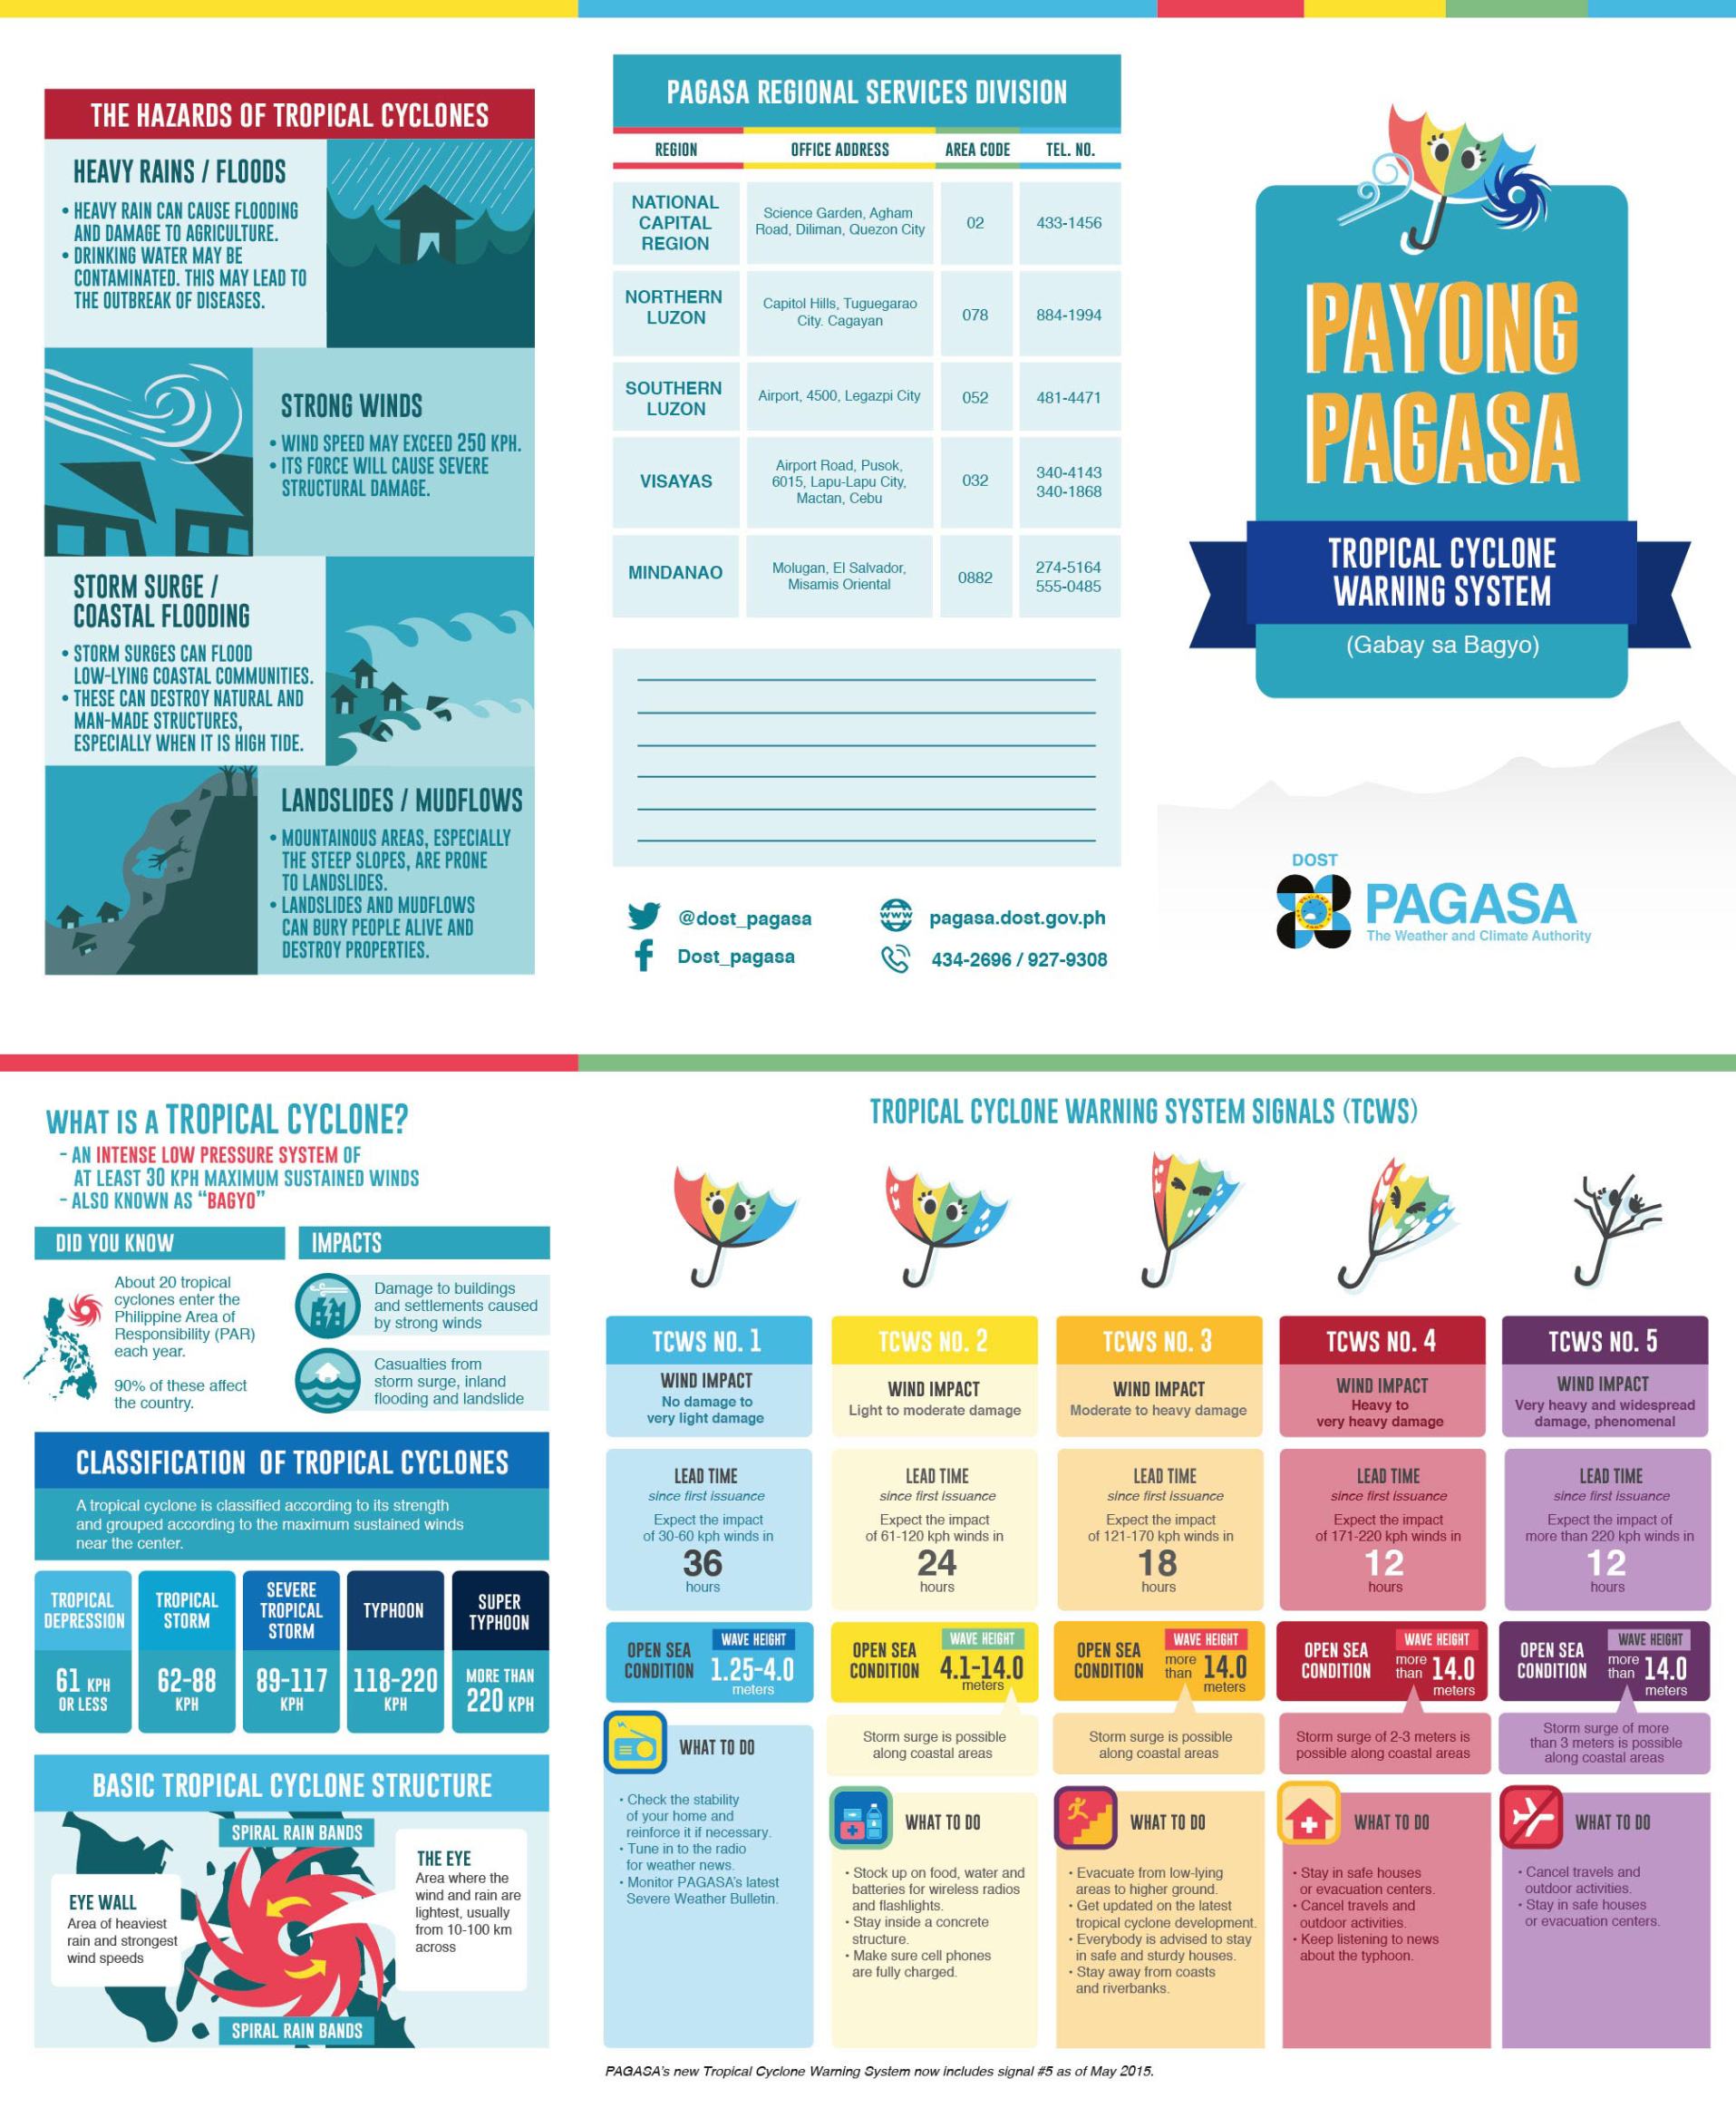 THE HAZARDS OF TROPICAL CYCLONES
HEAVY RAINS / FLOODS
• HEAVY RAIN CAN CAUSE FLOODING
AND DAMAGE TO AGRICULTURE.
• DRINKING WATER MAY BE
CONTAMINATED. THIS MAY LEAD TO
THE OUTBREAK OF DISEASES.
STRONG WINDS
• WIND SPEED MAY EXCEED 250 KPH.
• ITS FORCE WILL CAUSE SEVERE
STRUCTURAL DAMAGE.
STORM SURGE /
COASTAL FLOODING
• STORM SURGES CAN FLOOD
LOW-LYING COASTAL COMMUNITIES.
• THESE CAN DESTROY NATURAL AND
MAN-MADE STRUCTURES,
ESPECIALLY WHEN IT IS HIGH TIDE.
LANDSLIDES / MUDFLOWS
• MOUNTAINOUS AREAS, ESPECIALLY
THE STEEP SLOPES, ARE PRONE
TO LANDSLIDES.
• LANDSLIDES AND MUDFLOWS
CAN BURY PEOPLE ALIVE AND
DESTROY PROPERTIES.
PAGASA REGIONAL SERVICES DIVISION
REGION OFFICE ADDRESS AREA CODE TEL. NO.
NATIONAL
CAPITAL
REGION
Science Garden, Agham
Road, Diliman, Quezon City
02
433-1456
NORTHERN
LUZON
Capitol Hills, Tuguegarao
City. Cagayan
078
884-1994
SOUTHERN
LUZON
Airport, 4500, Legazpi City
052
481-4471
VISAYAS
Airport Road, Pusok,
6015, Lapu-Lapu City,
Mactan, Cebu
032
340-4143
340-1868
MINDANAO
Molugan, El Salvador,
Misamis Oriental
0882
274-5164
555-0485
@dost_pagasa
www
pagasa.dost.gov.ph
Dost_pagasa
434-2696 / 927-9308
PAYONG
PAGASA
TROPICAL CYCLONE
WARNING SYSTEM
(Gabay sa Bagyo)
DOST
PAGASA
The Weather and Climate Authority
WHAT IS A TROPICAL CYCLONE?
- AN INTENSE LOW PRESSURE SYSTEM OF
AT LEAST 30 KPH MAXIMUM SUSTAINED WINDS
- ALSO KNOWN AS “BAGYO”
DID YOU KNOW
About 20 tropical
cyclones enter the
Philippine Area of
Responsibility (PAR)
each year.
90% of these affect
the country.
IMPACTS
Damage to buildings
and settlements caused
by strong winds
Casualties from
storm surge, inland
flooding and landslide
CLASSIFICATION OF TROPICAL CYCLONES
A tropical cyclone is classified according to its strength
and grouped according to the maximum sustained winds
near the center.
TROPICAL
DEPRESSION
61 KPH
OR LESS
TROPICAL
STORM
62-88
KPH
SEVERE
TROPICAL
STORM
89-117
KPH
TYPHOON
118-220
KPH
SUPER
TYPHOON
MORE THAN
220 KPH
BASIC TROPICAL CYCLONE STRUCTURE
SPIRAL RAIN BANDS
THE EYE
Area where the
wind and rain are
lightest, usually
from 10-100 km
across
EYE WALL
Area of heaviest
rain and strongest
wind speeds
SPIRAL RAIN BANDS
TROPICAL CYCLONE WARNING SYSTEM SIGNALS (TCWS)
TCWS NO. 1
WIND IMPACT
No damage to
very light damage
LEAD TIME
since first issuance
Expect the impact
of 30-60 kph winds in
36
hours
OPEN SEA
CONDITION
WAVE HEIGHT
1.25-4.0
meters
WHAT TO DO
• Check the stability
of your home and
reinforce it if necessary.
• Tune in to the radio
for weather news.
• Monitor PAGASA's latest
Severe Weather Bulletin.
TCWS NO. 2
WIND IMPACT
Light to moderate damage
LEAD TIME
since first issuance
Expect the impact
of 61-120 kph winds in
24
hours
OPEN SEA
CONDITION
WAVE HEIGHT
4.1-14.0
meters
Storm surge is possible
along coastal areas
WHAT TO DO
• Stock up on food, water and
batteries for wireless radios
and flashlights.
• Stay inside a concrete
structure.
• Make sure cell phones
are fully charged.
TCWS NO. 3
WIND IMPACT
Moderate to heavy damage
LEAD TIME
since first issuance
Expect the impact
of 121-170 kph winds in
18
hours
OPEN SEA
CONDITION
WAVE HEIGHT
more
than 14.0
meters
Storm surge is possible
along coastal areas
WHAT TO DO
• Evacuate from low-lying
areas to higher ground.
• Get updated on the latest
tropical cyclone development.
• Everybody is advised to stay
in safe and sturdy houses.
• Stay away from coasts
and riverbanks.
TCWS NO. 4
WIND IMPACT
Heavy to
very heavy damage
LEAD TIME
since first issuance
Expect the impact
of 171-220 kph winds in
12
hours
OPEN SEA
CONDITION
WAVE HEIGHT
more
than 14.0
meters
Storm surge of 2-3 meters is
possible along coastal areas
WHAT TO DO
• Stay in safe houses
or evacuation centers.
• Cancel travels and
outdoor activities.
• Keep listening to news
about the typhoon.
TCWS NO. 5
WIND IMPACT
Very heavy and widespread
damage, phenomenal
LEAD TIME
since first issuance
Expect the impact of
more than 220 kph winds in
12
hours
OPEN SEA
CONDITION
WAVE HEIGHT
more
than 14.0
meters
Storm surge of more
than 3 meters is possible
along coastal areas
WHAT TO DO
• Cancel travels and
outdoor activities.
• Stay in safe houses
or evacuation centers.
PAGASA's new Tropical Cyclone Warning System now includes signal #5 as of May 2015.